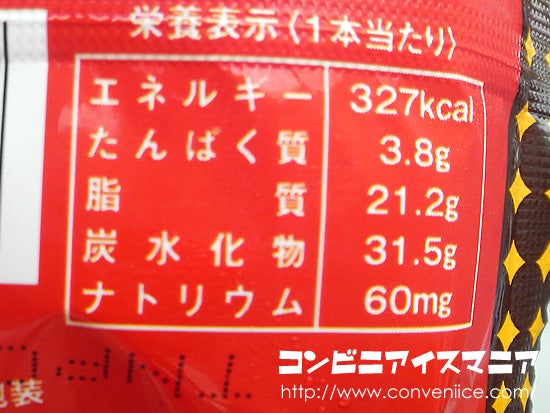 栄養表示〈1本当たり〉
エネルギー 327kcal
たんぱく質 3.8g
脂質 21.2g
炭水化物 31.5g
ナトリウム 60mg
コンビニアイスマニア
包装
http://www.conveniice.com/